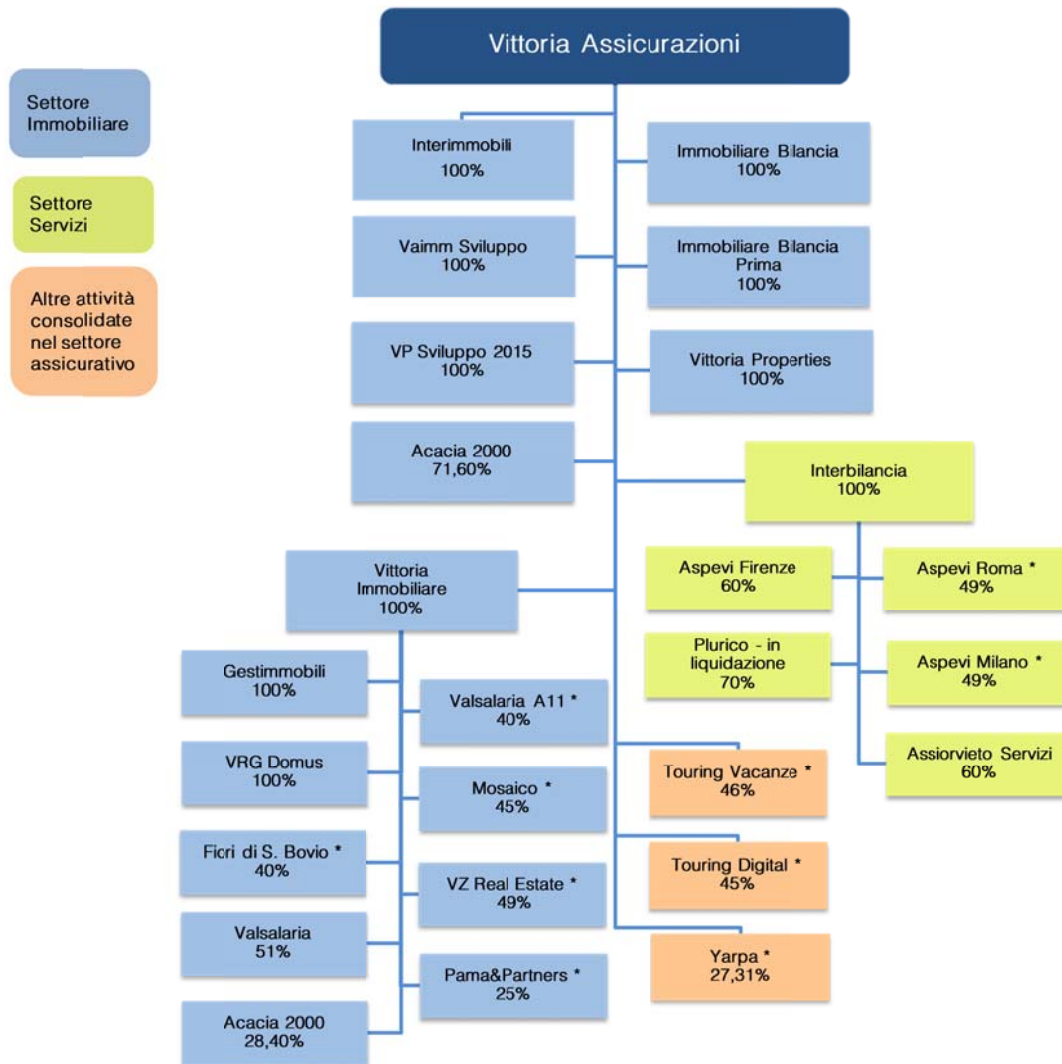 Vittoria Assicurazioni
Settore
Immobiliare
Settore
Servizi
Altre attività
consolidate
nel settore
assicurativo
Interimmobili
100%
Immobiliare Bilancia
100%
Vaimm Sviluppo
100%
Immobiliare Bilancia
Prima
100%
VP Sviluppo 2015
100%
Vittoria Properties
100%
Acacia 2000
71,60%
Interbilancia
100%
Vittoria
Immobiliare
100%
Aspevi Firenze
60%
Aspevi Roma *
49%
Plurico - in
liquidazione
70%
Aspevi Milano *
49%
Assiorvieto Servizi
60%
Gestimmobili
100%
Valsalaria A11 *
40%
VRG Domus
100%
Mosaico *
45%
Fiori di S. Bovio *
40%
VZ Real Estate *
49%
Valsalaria
51%
Pama&Partners *
25%
Acacia 2000
28,40%
Touring Vacanze *
46%
Touring Digital *
45%
Yarpa *
27,31%